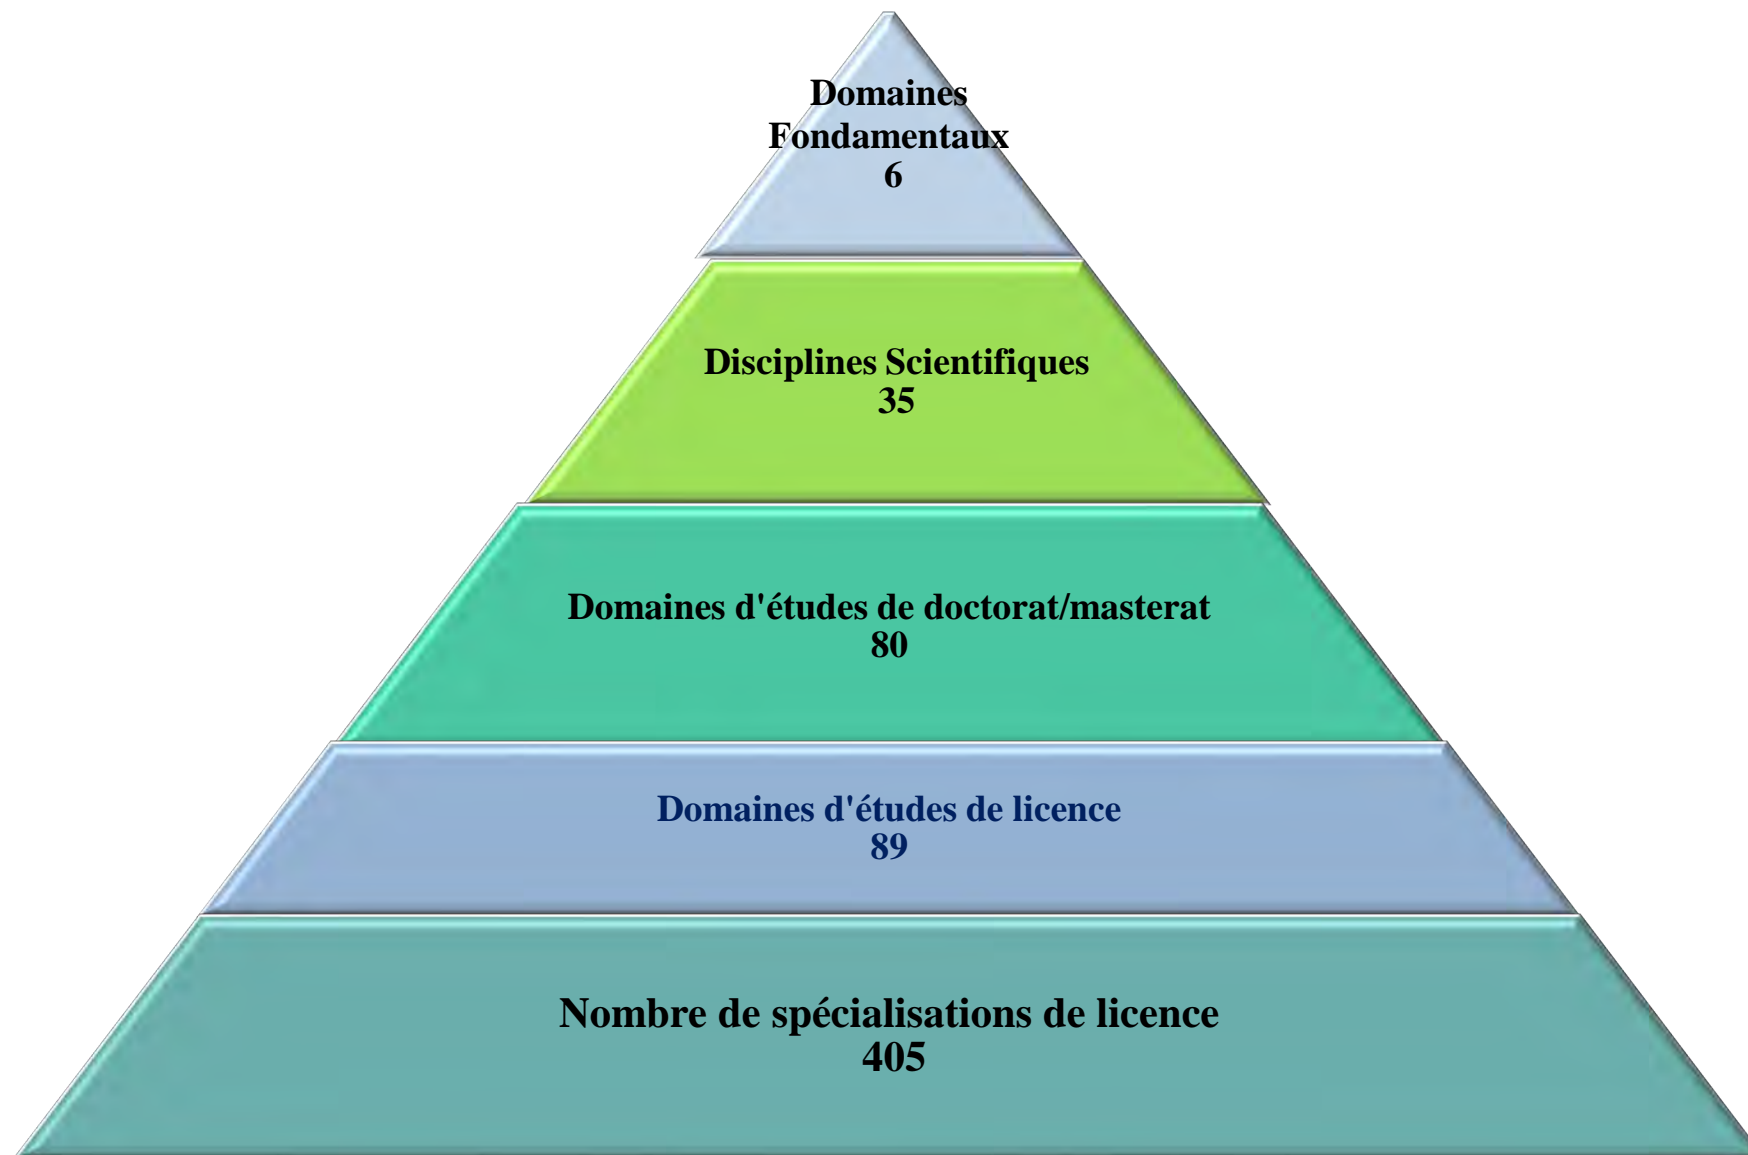 Domaines
Fondamentaux
6
Disciplines Scientifiques
35
Domaines d'études de doctorat/masterat
80
Domaines d'études de licence
89
Nombre de spécialisations de licence
405